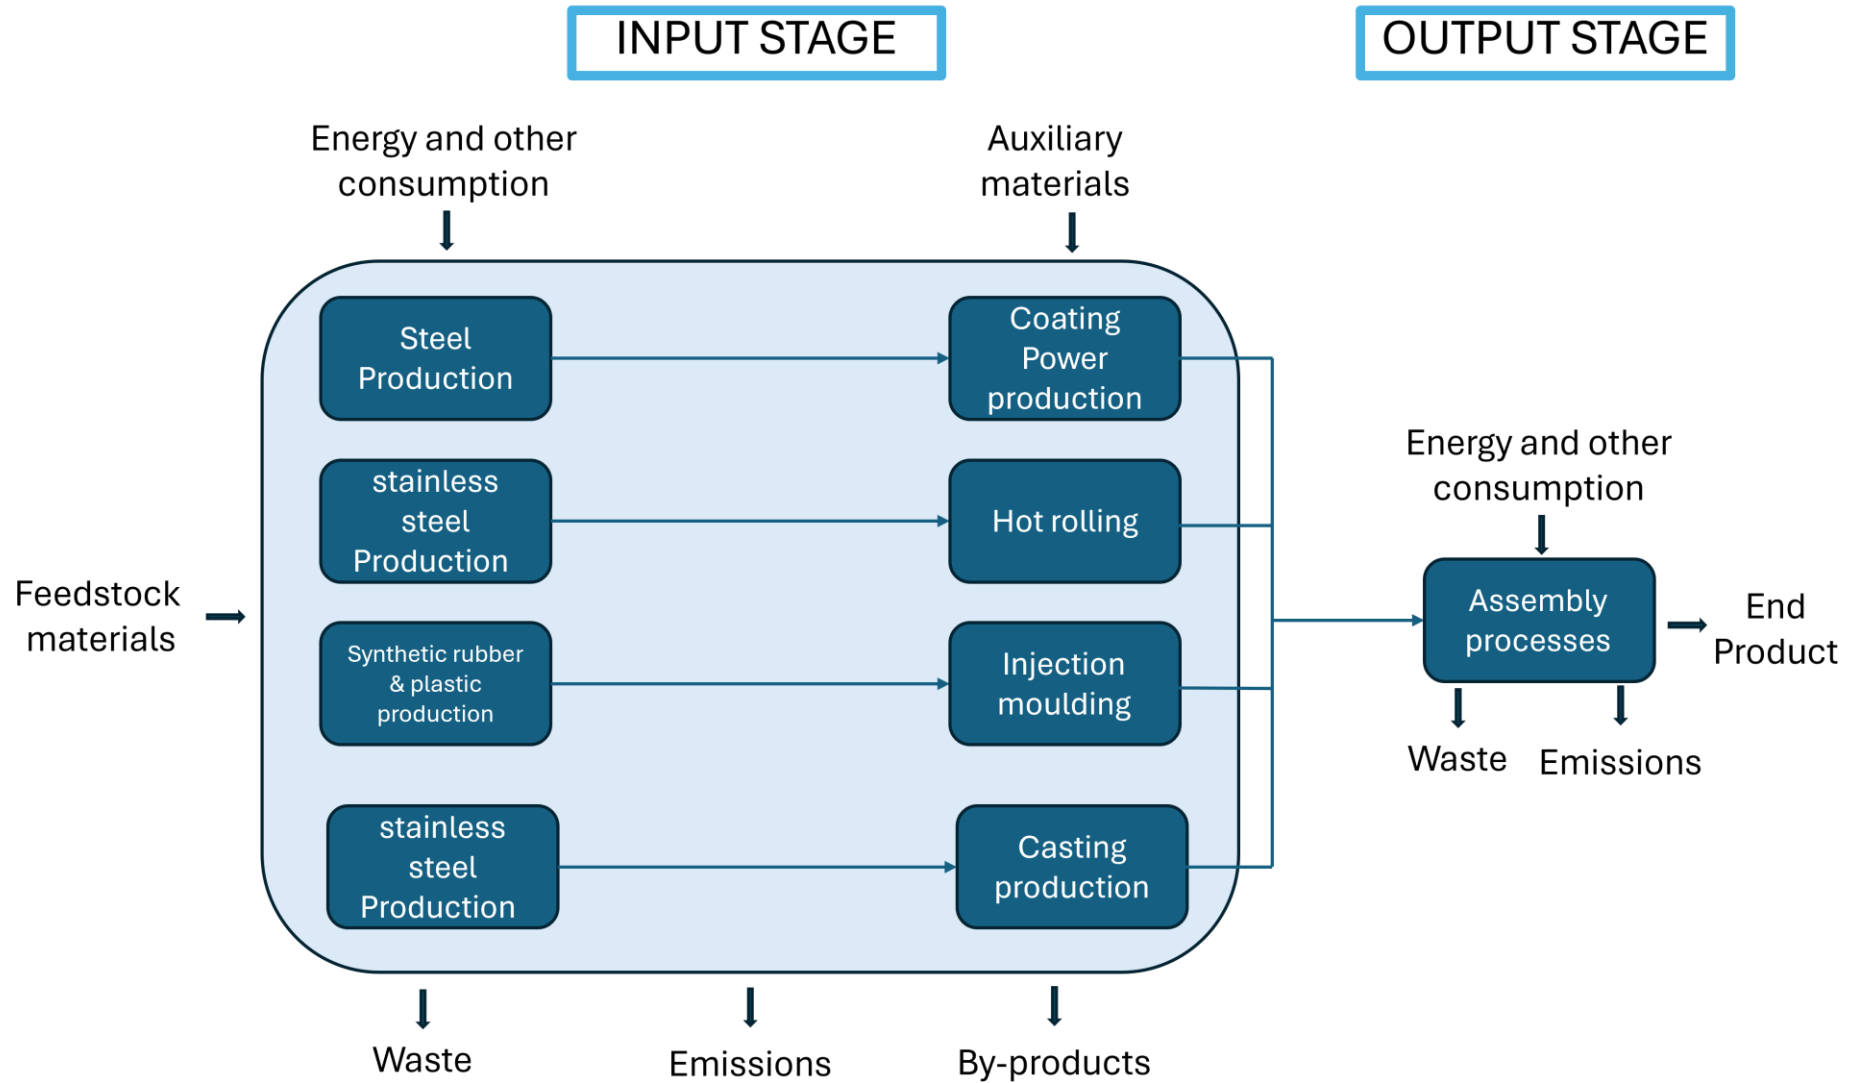 INPUT STAGE
OUTPUT STAGE
Energy and other
consumption
Auxiliary
materials
Steel
Production
Coating
Power
production
stainless
steel
Production
Hot rolling
Energy and other
consumption
Feedstock
materials
Synthetic rubber
& plastic
production
Injection
moulding
Assembly
processes
End
Product
Waste
Emissions
stainless
steel
Production
Casting
production
Waste
Emissions
By-products